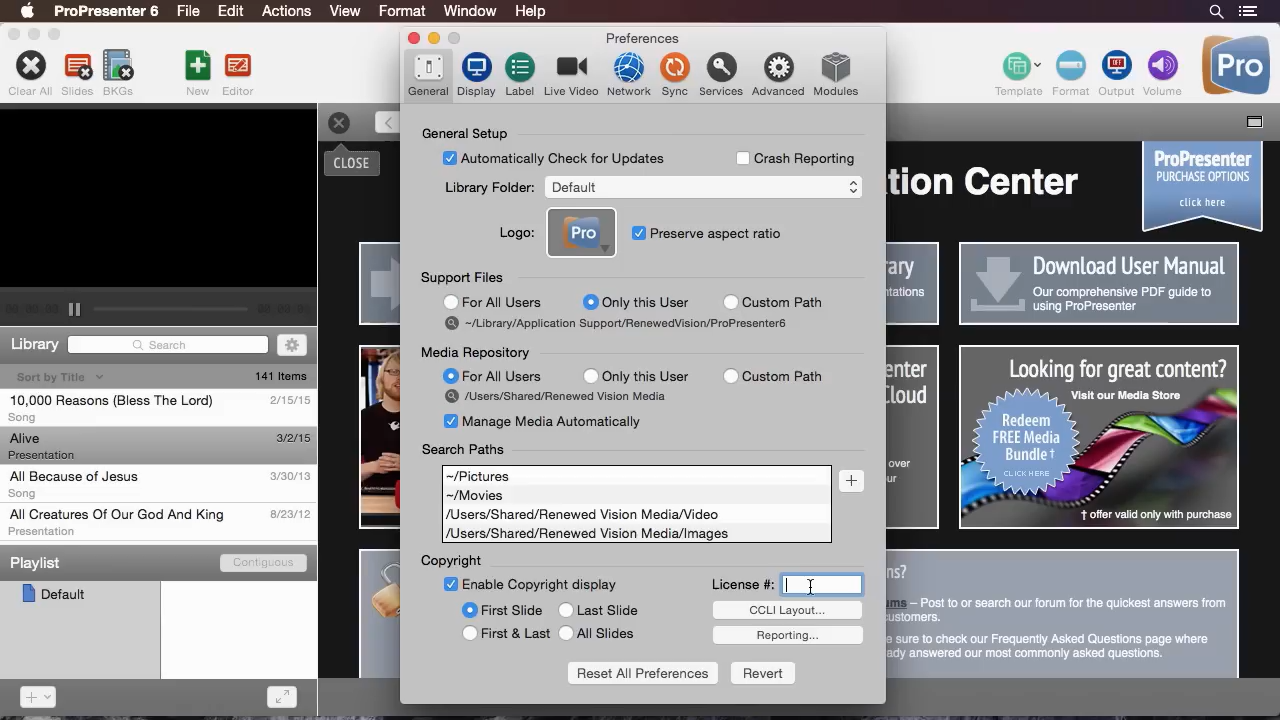 ProPresenter 6 File Edit Actions View Format Window Help
Preferences
Clear All Slides BKGs New Editor
General Display Label Live Video Network Sync Services Advanced Modules
Template Format Output Volume
Pro
CLOSE
General Setup
Automatically Check for Updates Crash Reporting
Library Folder: Default
Logo: Pro Preserve aspect ratio
Support Files
For All Users Only this User Custom Path
~/Library/Application Support/RenewedVision/ProPresenter6
Media Repository
For All Users Only this User Custom Path
/Users/Shared/Renewed Vision Media
Manage Media Automatically
Search Paths
~/Pictures
~/Movies
/Users/Shared/Renewed Vision Media/Video
/Users/Shared/Renewed Vision Media/Images
Copyright
Enable Copyright display License #:
First Slide Last Slide CCLI Layout...
First & Last All Slides Reporting...
Reset All Preferences Revert
Library Search
Sort by Title 141 Items
10,000 Reasons (Bless The Lord) 2/15/15
Song
Alive 3/2/15
Presentation
All Because of Jesus 3/30/13
Song
All Creatures Of Our God And King 8/23/12
Presentation
Playlist Contiguous
Default
tion Center
ProPresenter
PURCHASE OPTIONS
click here
rary
ntations
Download User Manual
Our comprehensive PDF guide to
using ProPresenter
enter
Cloud
over
Looking for great content?
Visit our Media Store
Redeem
FREE Media
Bundle †
CLICK HERE
† offer valid only with purchase
ns?
ums – Post to or search our forum for the quickest answers from
customers.
e sure to check our Frequently Asked Questions page where
ady answered our most commonly asked questions.